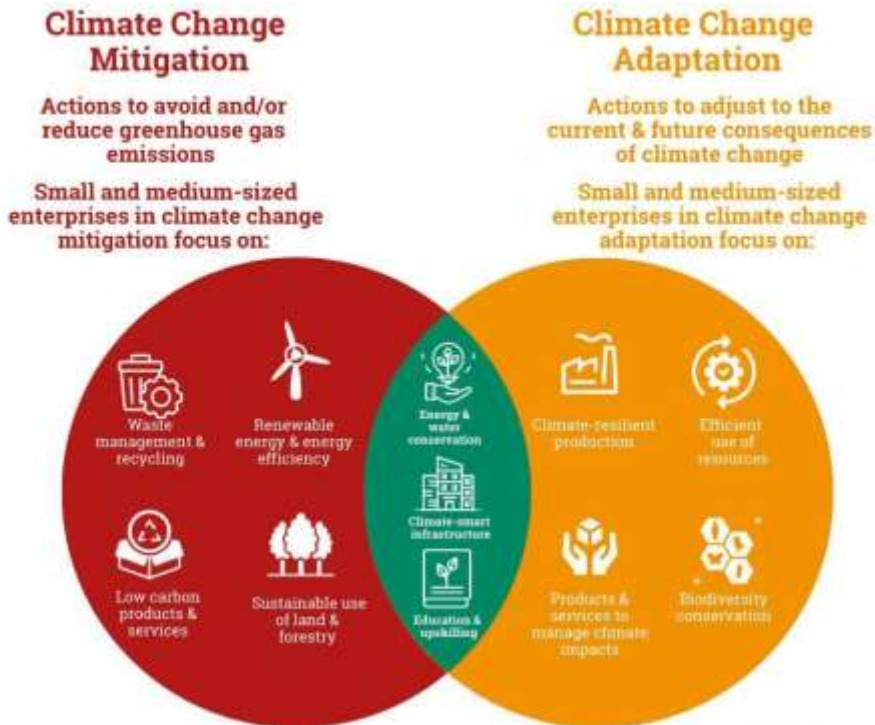 Climate Change
Mitigation
Actions to avoid and/or
reduce greenhouse gas
emissions
Small and medium-sized
enterprises in climate change
mitigation focus on:
Climate Change
Adaptation
Actions to adjust to the
current & future consequences
of climate change
Small and medium-sized
enterprises in climate change
adaptation focus on:
Waste
management &
recycling
Renewable
energy & energy
efficiency
Low carbon
products &
services
Sustainable use
of land &
forestry
Energy &
water
conservation
Climate-smart
infrastructure
Education &
upskilling
Climate-resilient
production
Efficient
use of
resources
Products &
services to
manage climate
impacts
Biodiversity
conservation